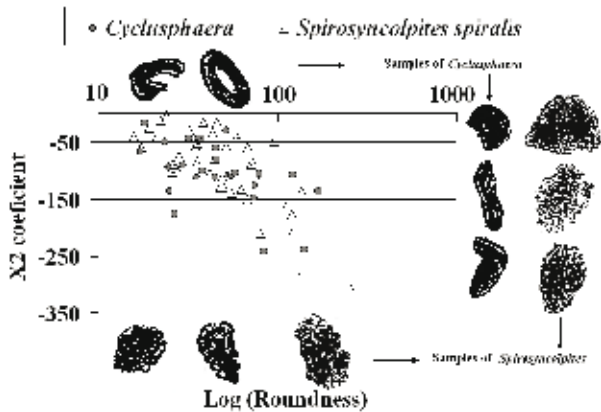 Cyclusphaera Spirosyncolpites spiralis
Samples of Cyclusphaera
10 100 1000
-50
-150
-250
-350
X2 coeficient
Samples of Spirosyncolpites
Log (Roundness)